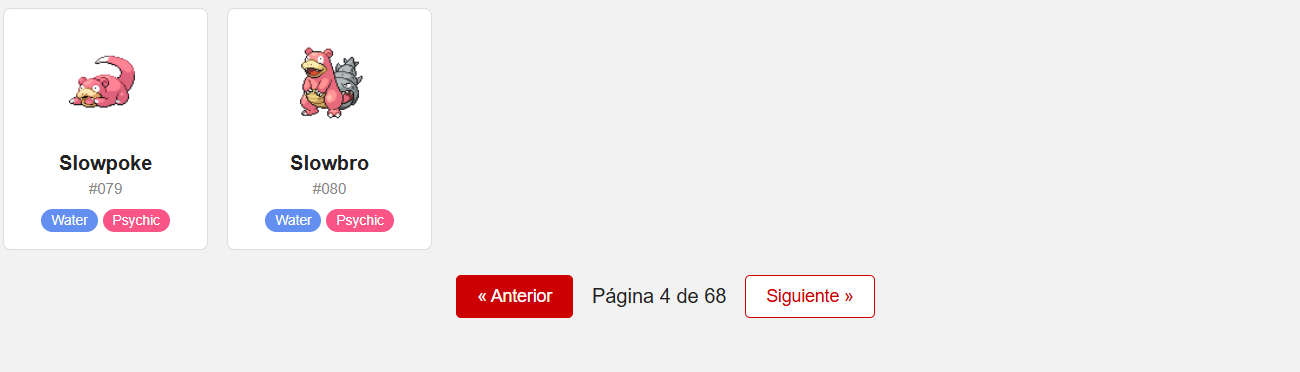 Slowpoke
#079
Water Psychic
Slowbro
#080
Water Psychic
« Anterior Página 4 de 68 Siguiente »